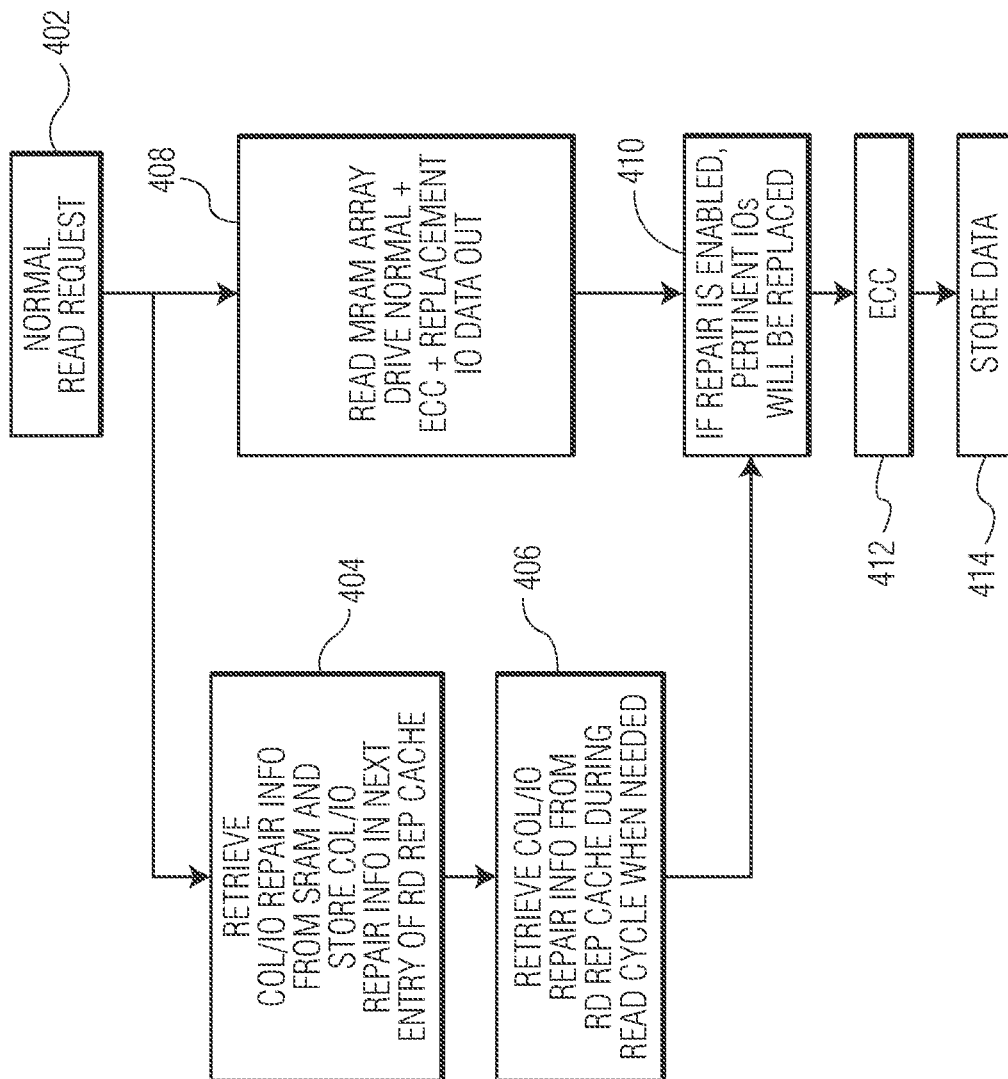 402
NORMAL
READ REQUEST
408
READ MRAM ARRAY
DRIVE NORMAL +
ECC + REPLACEMENT
IO DATA OUT
404
RETRIEVE
COL/IO REPAIR INFO
FROM SRAM AND
STORE COL/IO
REPAIR INFO IN NEXT
ENTRY OF RD REP CACHE
406
RETRIEVE COL/IO
REPAIR INFO FROM
RD REP CACHE DURING
READ CYCLE WHEN NEEDED
410
IF REPAIR IS ENABLED,
PERTINENT IOs
WILL BE REPLACED
ECC
412
STORE DATA
414